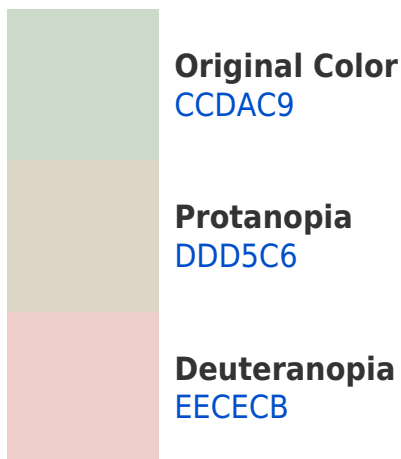 Original Color
CCDAC9
Protanopia
DDD5C6
Deuteranopia
EECECB